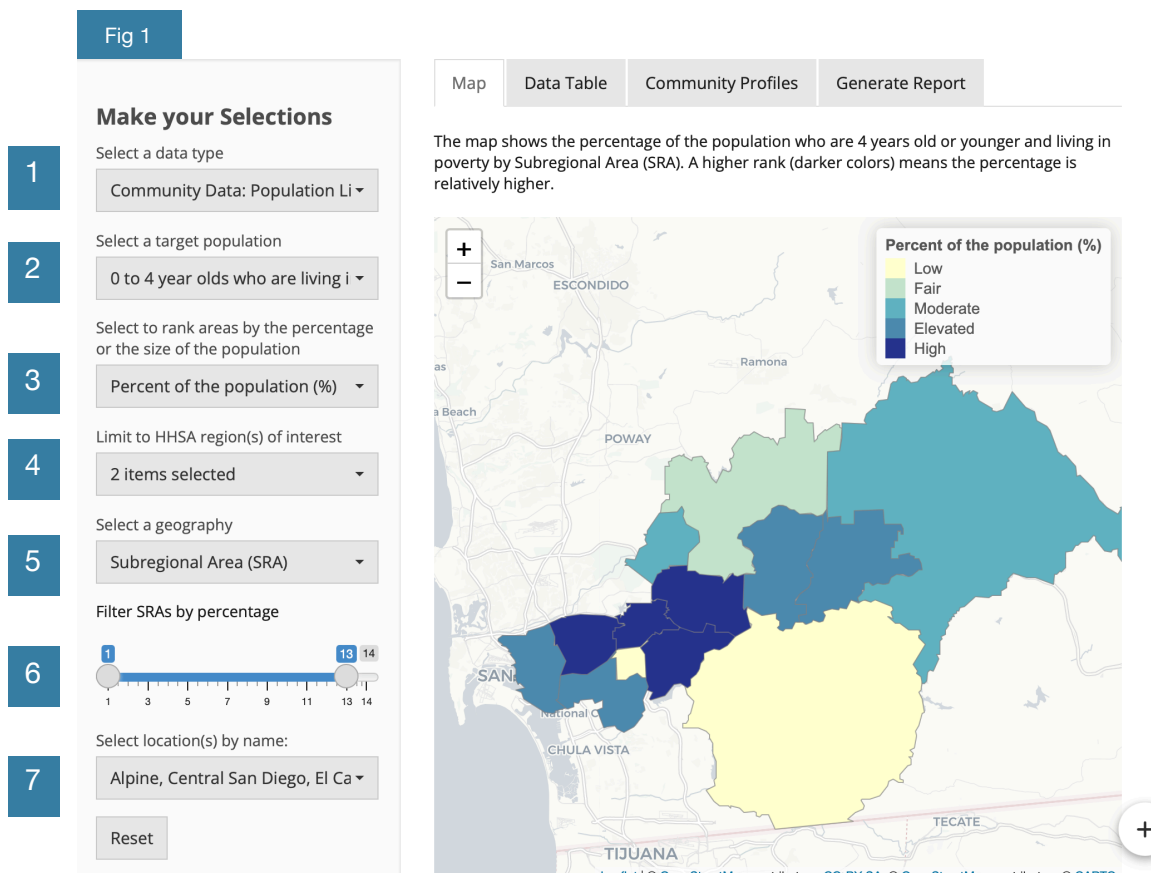 Fig 1
Map
Data Table
Community Profiles
Generate Report
Make your Selections
1
Select a data type
Community Data: Population Li
2
Select a target population
0 to 4 year olds who are living i
3
Select to rank areas by the percentage
or the size of the population
Percent of the population (%)
4
Limit to HHSA region(s) of interest
2 items selected
5
Select a geography
Subregional Area (SRA)
6
Filter SRAs by percentage
1
13
14
1
3
5
7
9
11
13
14
7
Select location(s) by name:
Alpine, Central San Diego, El Ca
Reset
The map shows the percentage of the population who are 4 years old or younger and living in
poverty by Subregional Area (SRA). A higher rank (darker colors) means the percentage is
relatively higher.
+
−
Percent of the population (%)
Low
Fair
Moderate
Elevated
High
San Marcos
ESCONDIDO
Ramona
as
a Beach
POWAY
SAN
National C
CHULA VISTA
TECATE
TIJUANA
+